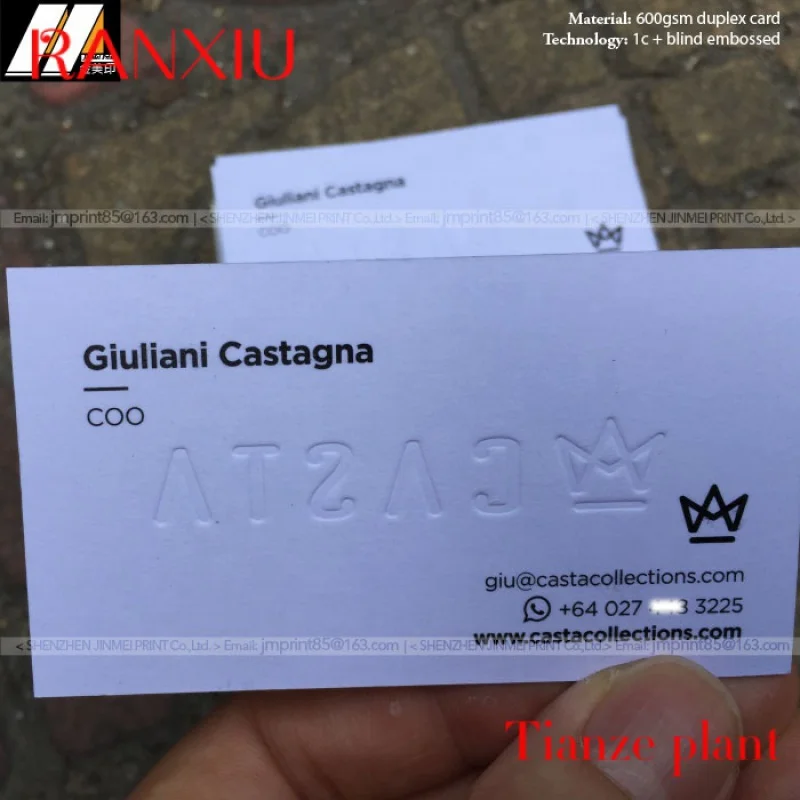 Material: 600gsm duplex card
Technology: 1c + blind embossed
RANXIU
Giuliani Castagna
COO
Email: jmprint85@163.com | < SHENZHEN JINMEI PRINT Co.,Ltd. > Email: jmprint85@163.com | < SHENZHEN JINMEI PRINT Co.,Ltd. >
Giuliani Castagna
COO
ΛTSΛC
giu@castacollections.com
+64 027 3 3225
www.castacollections.com
< SHENZHEN JINMEI PRINT Co.,Ltd. > Email: jmprint85@163.com | < SHENZHEN JINMEI PRINT Co.,Ltd. > Email: jmprint85@163.com
Tianze plant